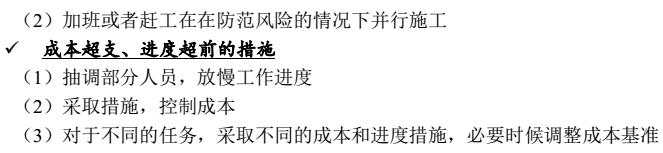 （2）加班或者赶工在在防范风险的情况下并行施工
✓ 成本超支、进度超前的措施
（1）抽调部分人员，放慢工作进度
（2）采取措施，控制成本
（3）对于不同的任务，采取不同的成本和进度措施，必要时候调整成本基准